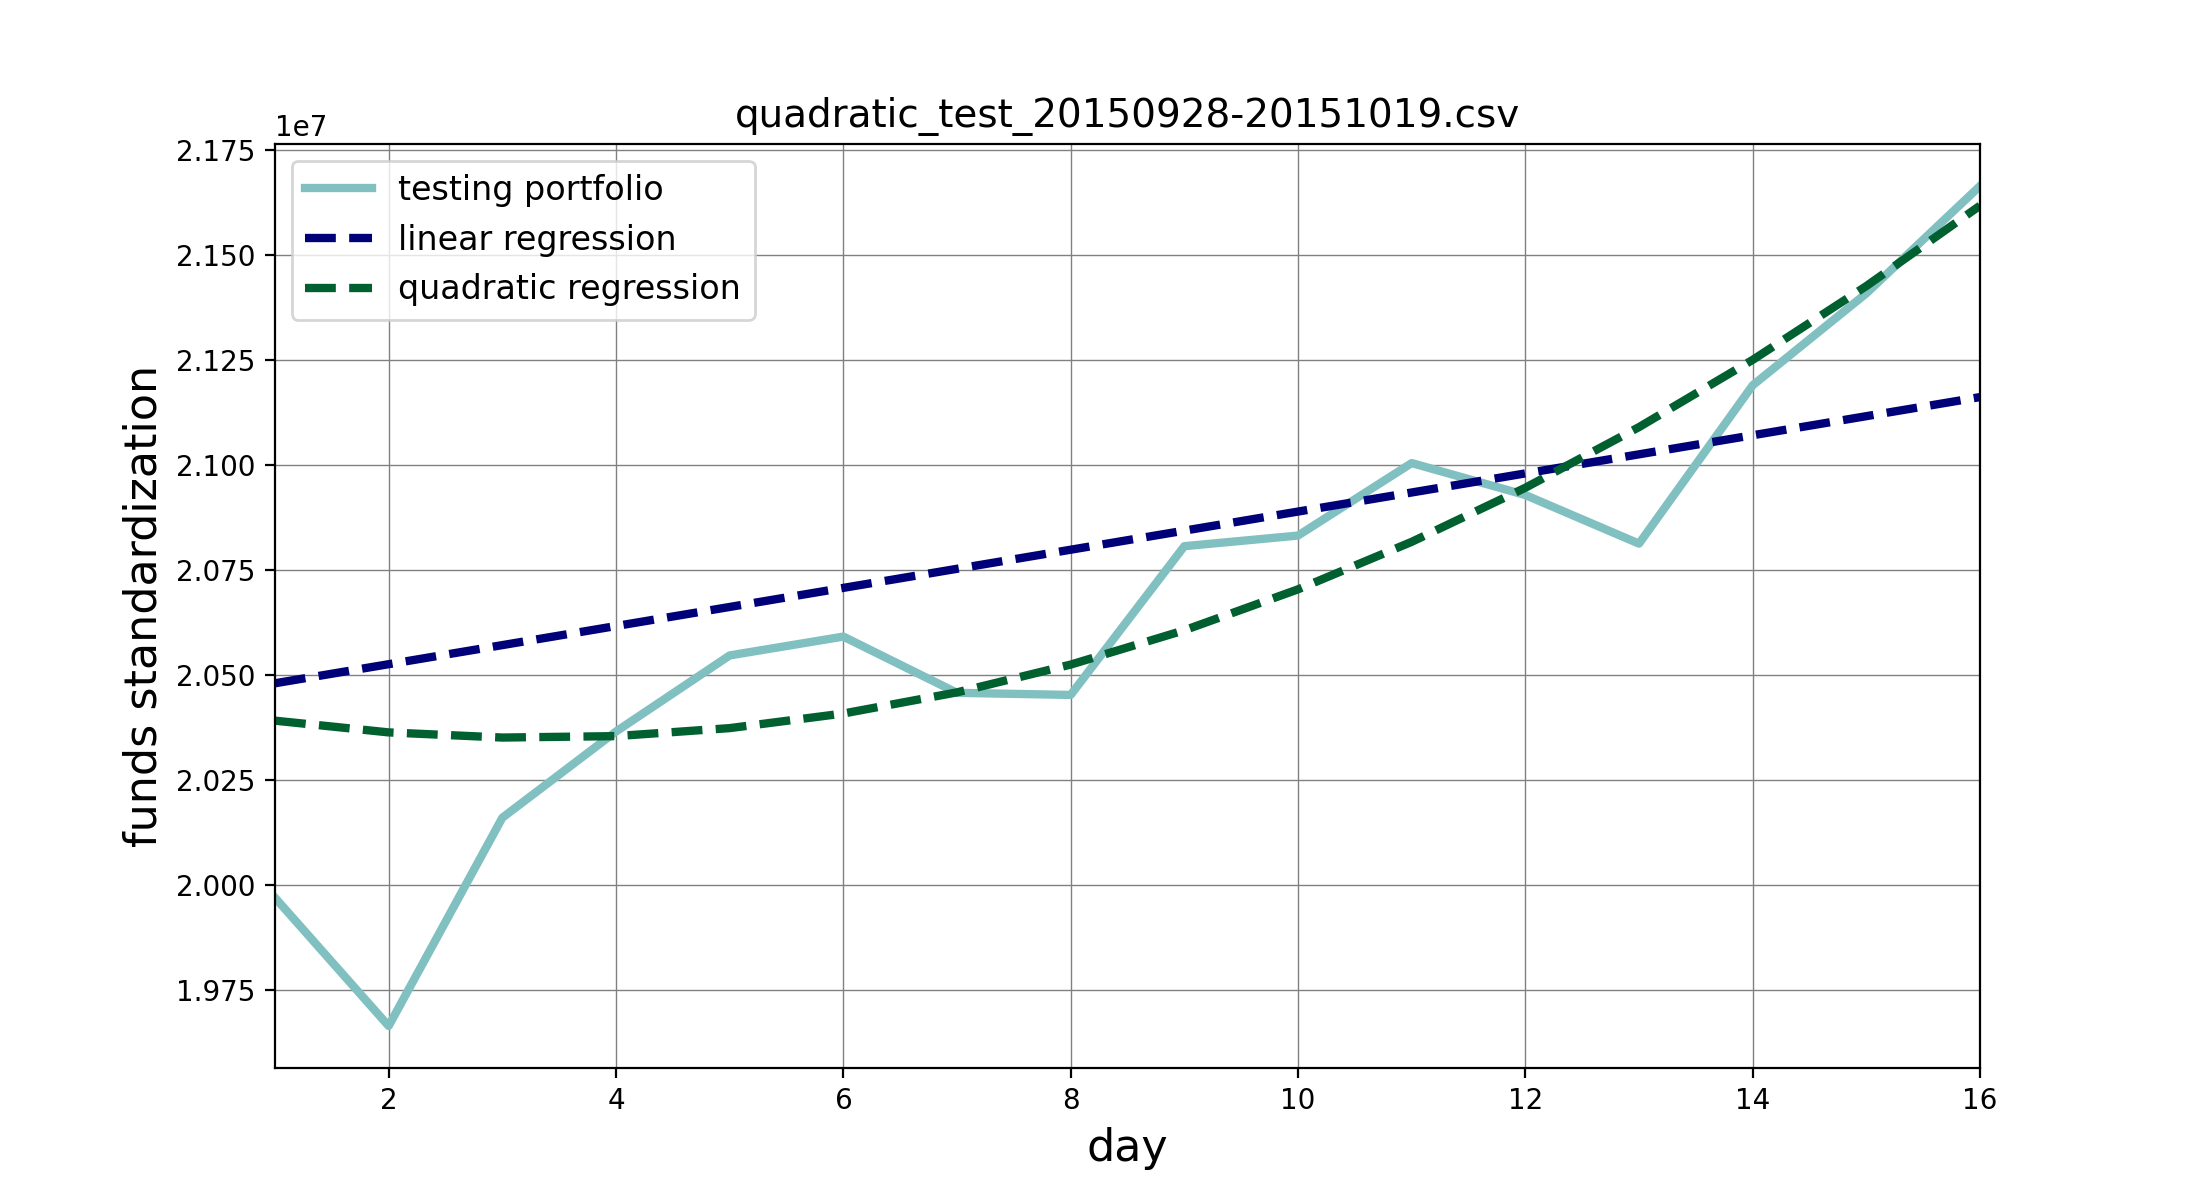 quadratic_test_20150928-20151019.csv
1e7
2.175
2.150
2.125
2.100
2.075
2.050
2.025
2.000
1.975
testing portfolio
linear regression
quadratic regression
funds standardization
2 4 6 8 10 12 14 16
day